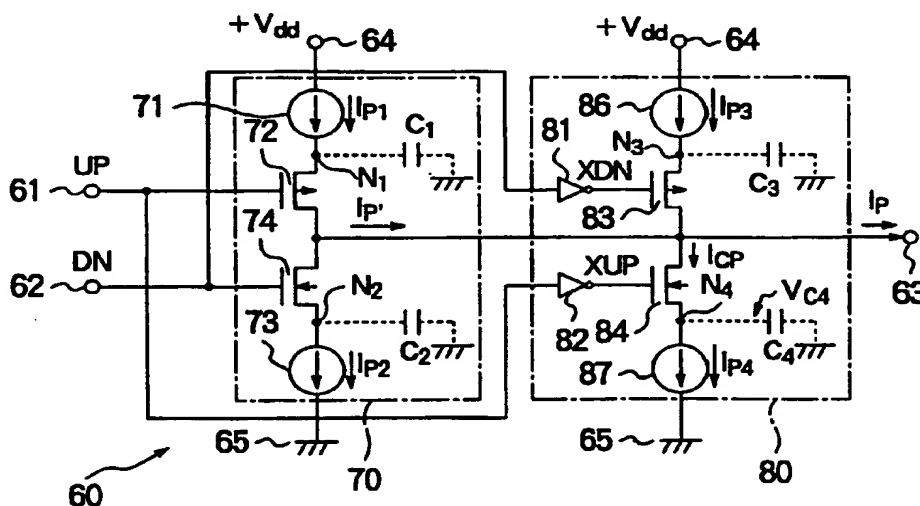 + Vdd
64
+ Vdd
64
71
IP1
86
IP3
72
C1
81
N3
UP
XDN
61
N1
C3
74
IP'
83
IP
DN
XUP
ICP
62
N2
N4
VC4
63
73
82
84
C2
C4
IP2
87
IP4
65
70
65
80
60